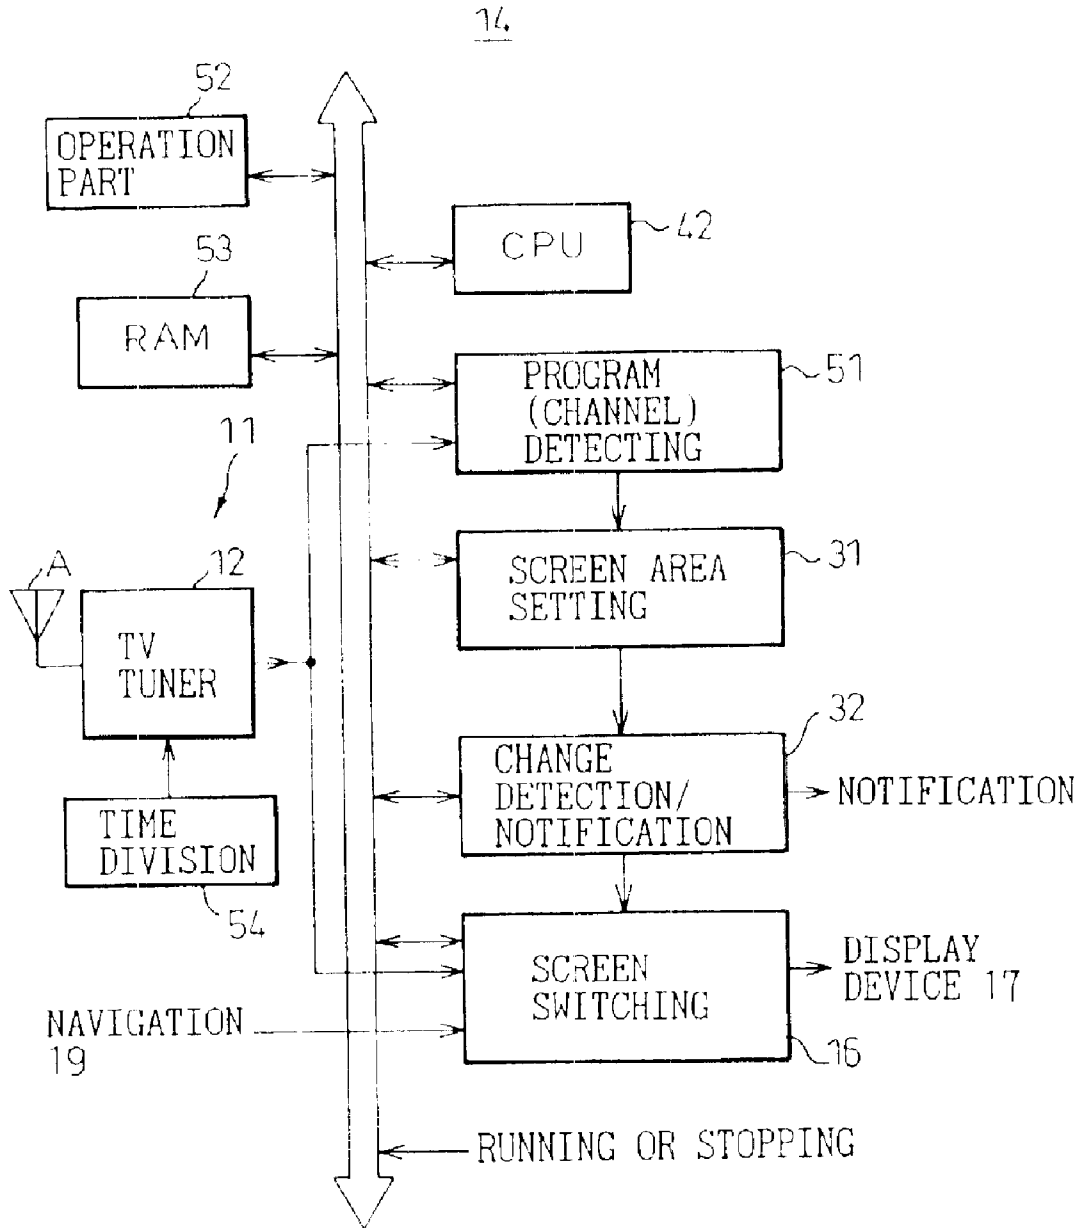 14
52
OPERATION
PART
42
CPU
53
RAM
51
PROGRAM
(CHANNEL)
DETECTING
11
31
SCREEN AREA
SETTING
A
12
TV
TUNER
32
CHANGE
DETECTION/
NOTIFICATION
NOTIFICATION
TIME
DIVISION
54
SCREEN
SWITCHING
DISPLAY
DEVICE 17
NAVIGATION
19
16
RUNNING OR STOPPING